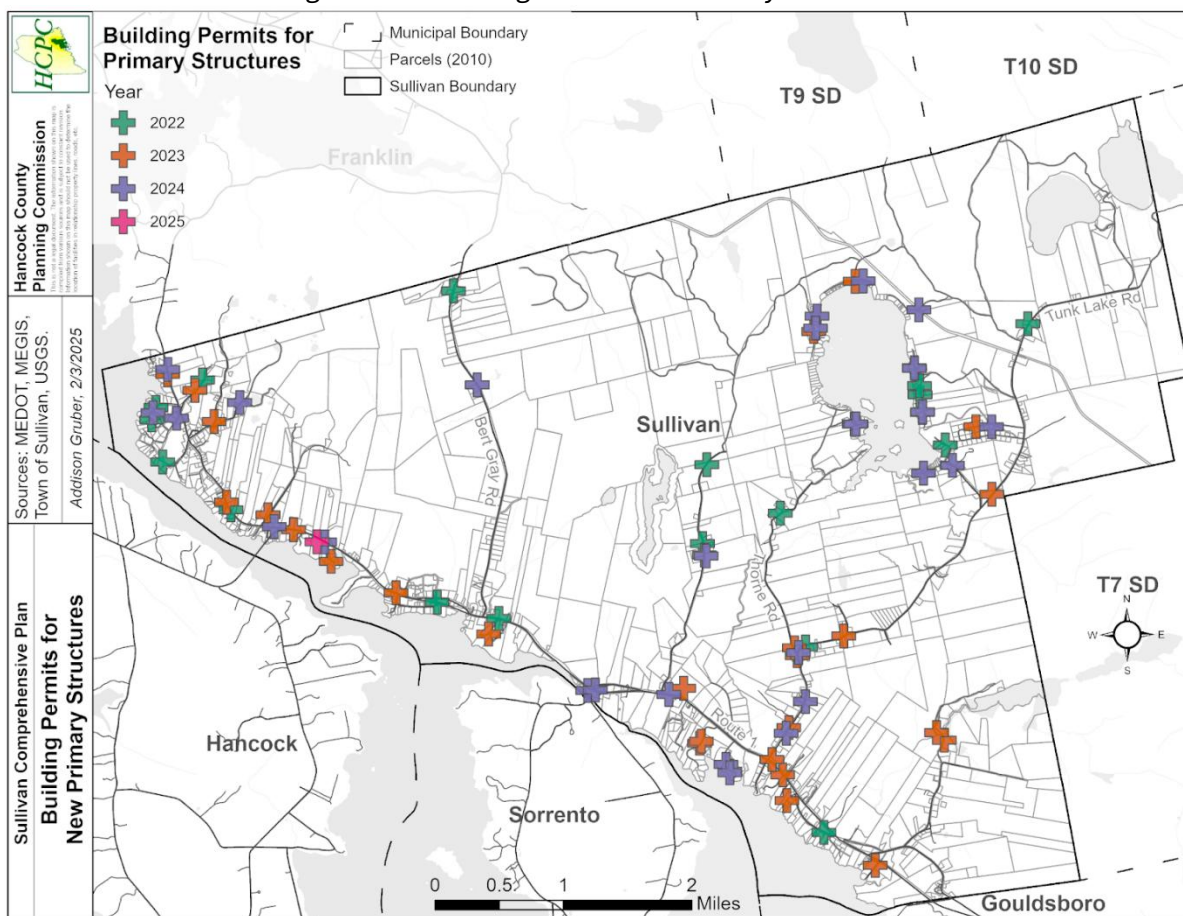 Building Permits for
Primary Structures
Year
2022
2023
2024
2025
Municipal Boundary
Parcels (2010)
Sullivan Boundary
HCPC
Hancock County
Planning Commission
Sources: MEDOT, MEGIS,
Town of Sullivan, USGS.
Addison Gruber, 2/3/2025
Sullivan Comprehensive Plan
Building Permits for
New Primary Structures
Franklin
T9 SD
T10 SD
Tunk Lake Rd
Sullivan
Bert Gray Rd
T7 SD
N
W
E
S
Route 1
Hancock
Sorrento
Gouldsboro
0 0.5 1 2
Miles